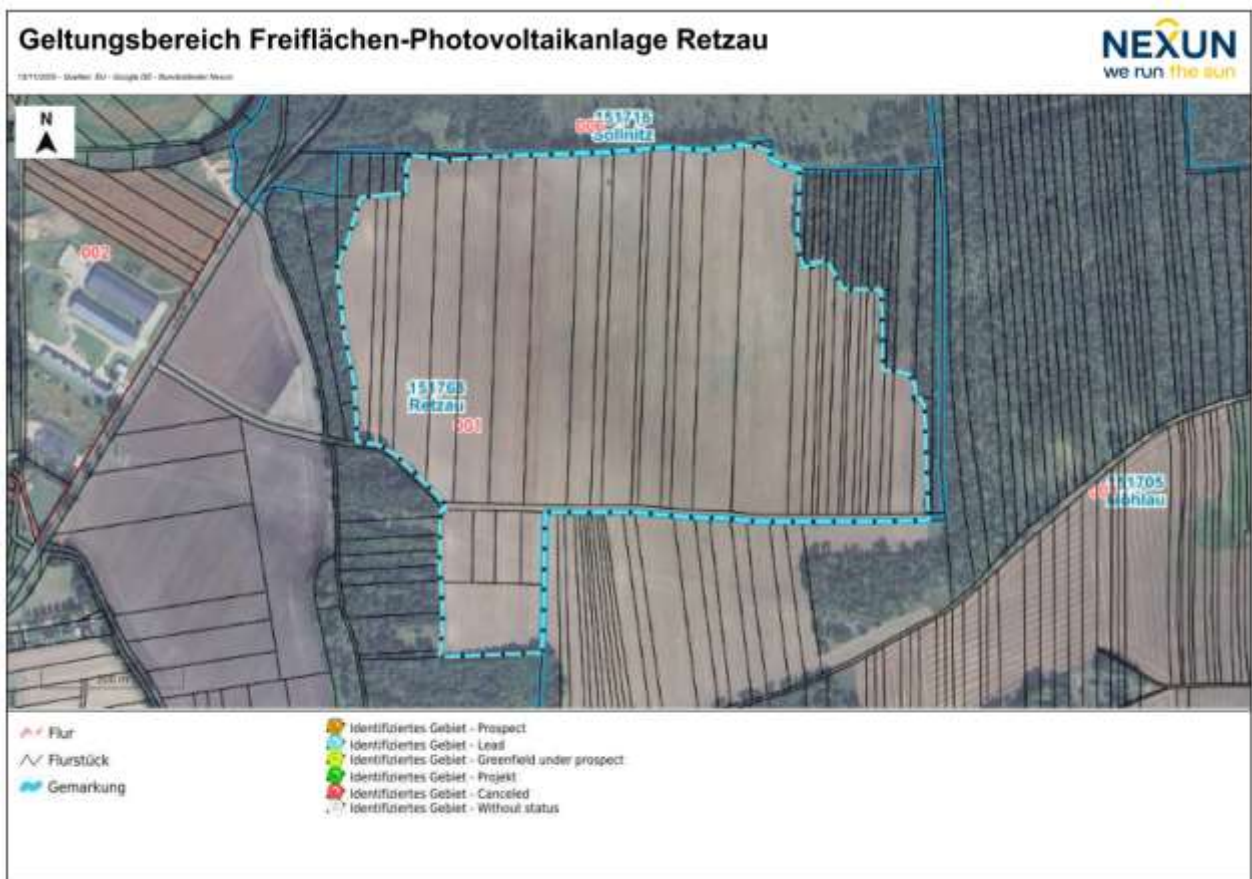 Geltungsbereich Freiflächen-Photovoltaikanlage Retzau
NEXUN
we run the sun
N
151718
Sollnitz
002
151768
Retzau
001
151705
Flur
Flurstück
Gemarkung
Identifiziertes Gebiet - Prospect
Identifiziertes Gebiet - Lead
Identifiziertes Gebiet - Greenfield under prospect
Identifiziertes Gebiet - Projekt
Identifiziertes Gebiet - Canceled
Identifiziertes Gebiet - Without status